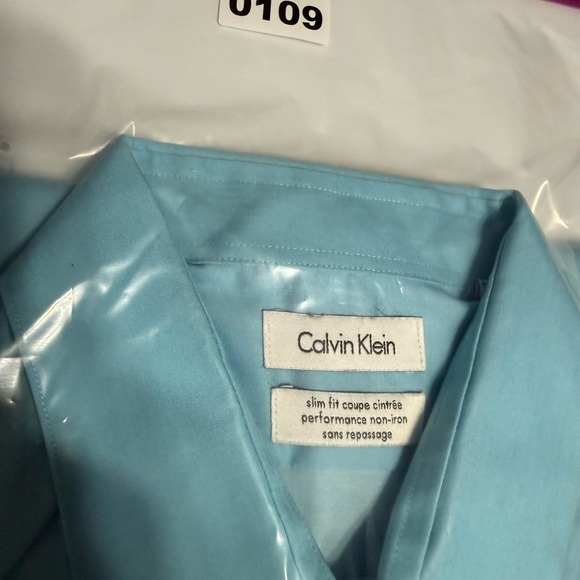 0109
Calvin Klein
slim fit coupe cintrée
performance non-iron
sans repassage